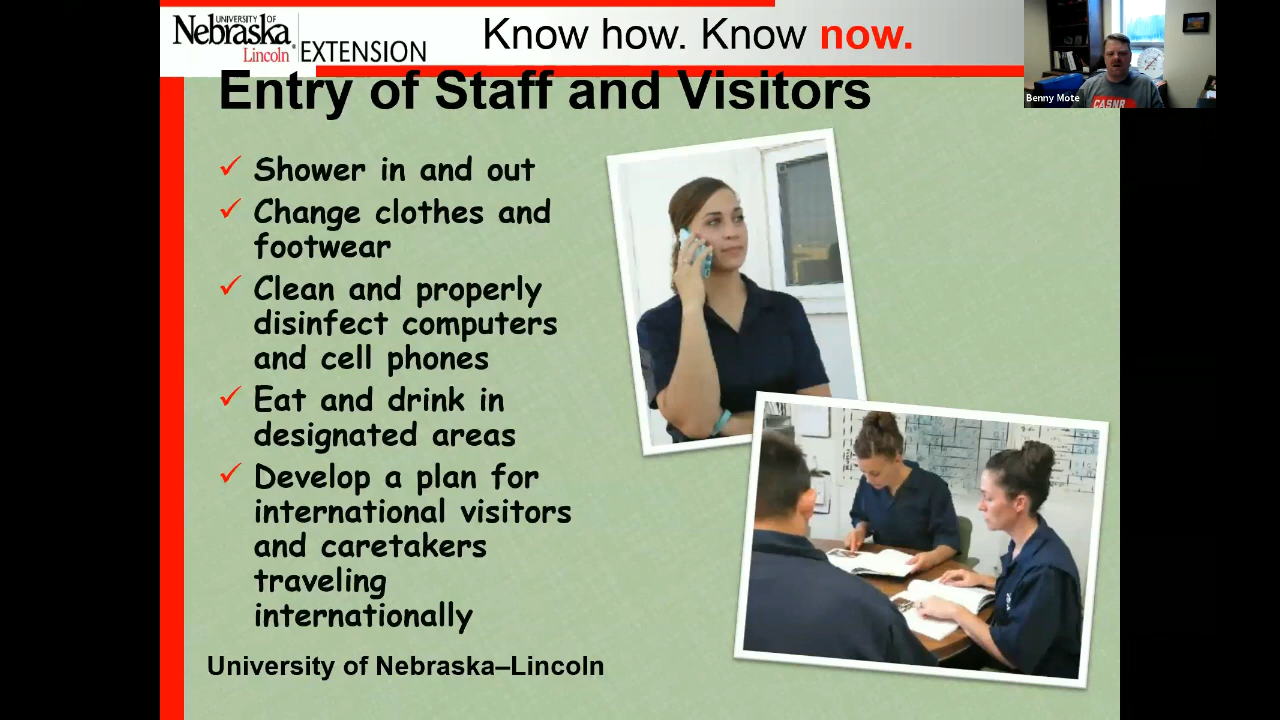 UNIVERSITY OF
Nebraska
Lincoln
EXTENSION
Know how. Know now.
Benny Mote
CASNR
Entry of Staff and Visitors
✓ Shower in and out
✓ Change clothes and
footwear
✓ Clean and properly
disinfect computers
and cell phones
✓ Eat and drink in
designated areas
✓ Develop a plan for
international visitors
and caretakers
traveling
internationally
University of Nebraska–Lincoln